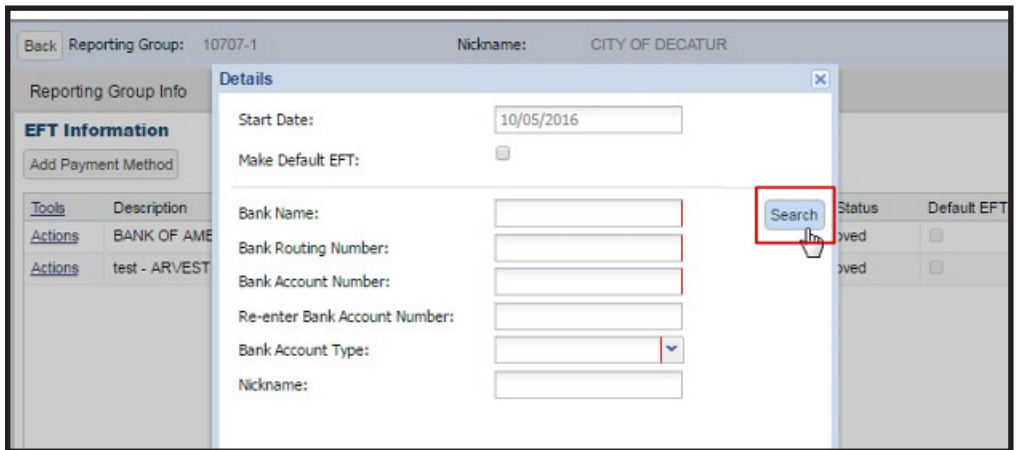 Back Reporting Group: 10707-1 Nickname: CITY OF DECATUR
Reporting Group Info
Details
EFT Information
Start Date: 10/05/2016
Add Payment Method
Make Default EFT:
Tools Description Status Default EFT
Bank Name: Search
Actions BANK OF AME
Bank Routing Number:
Actions test - ARVEST
Bank Account Number:
Re-enter Bank Account Number:
Bank Account Type:
Nickname: